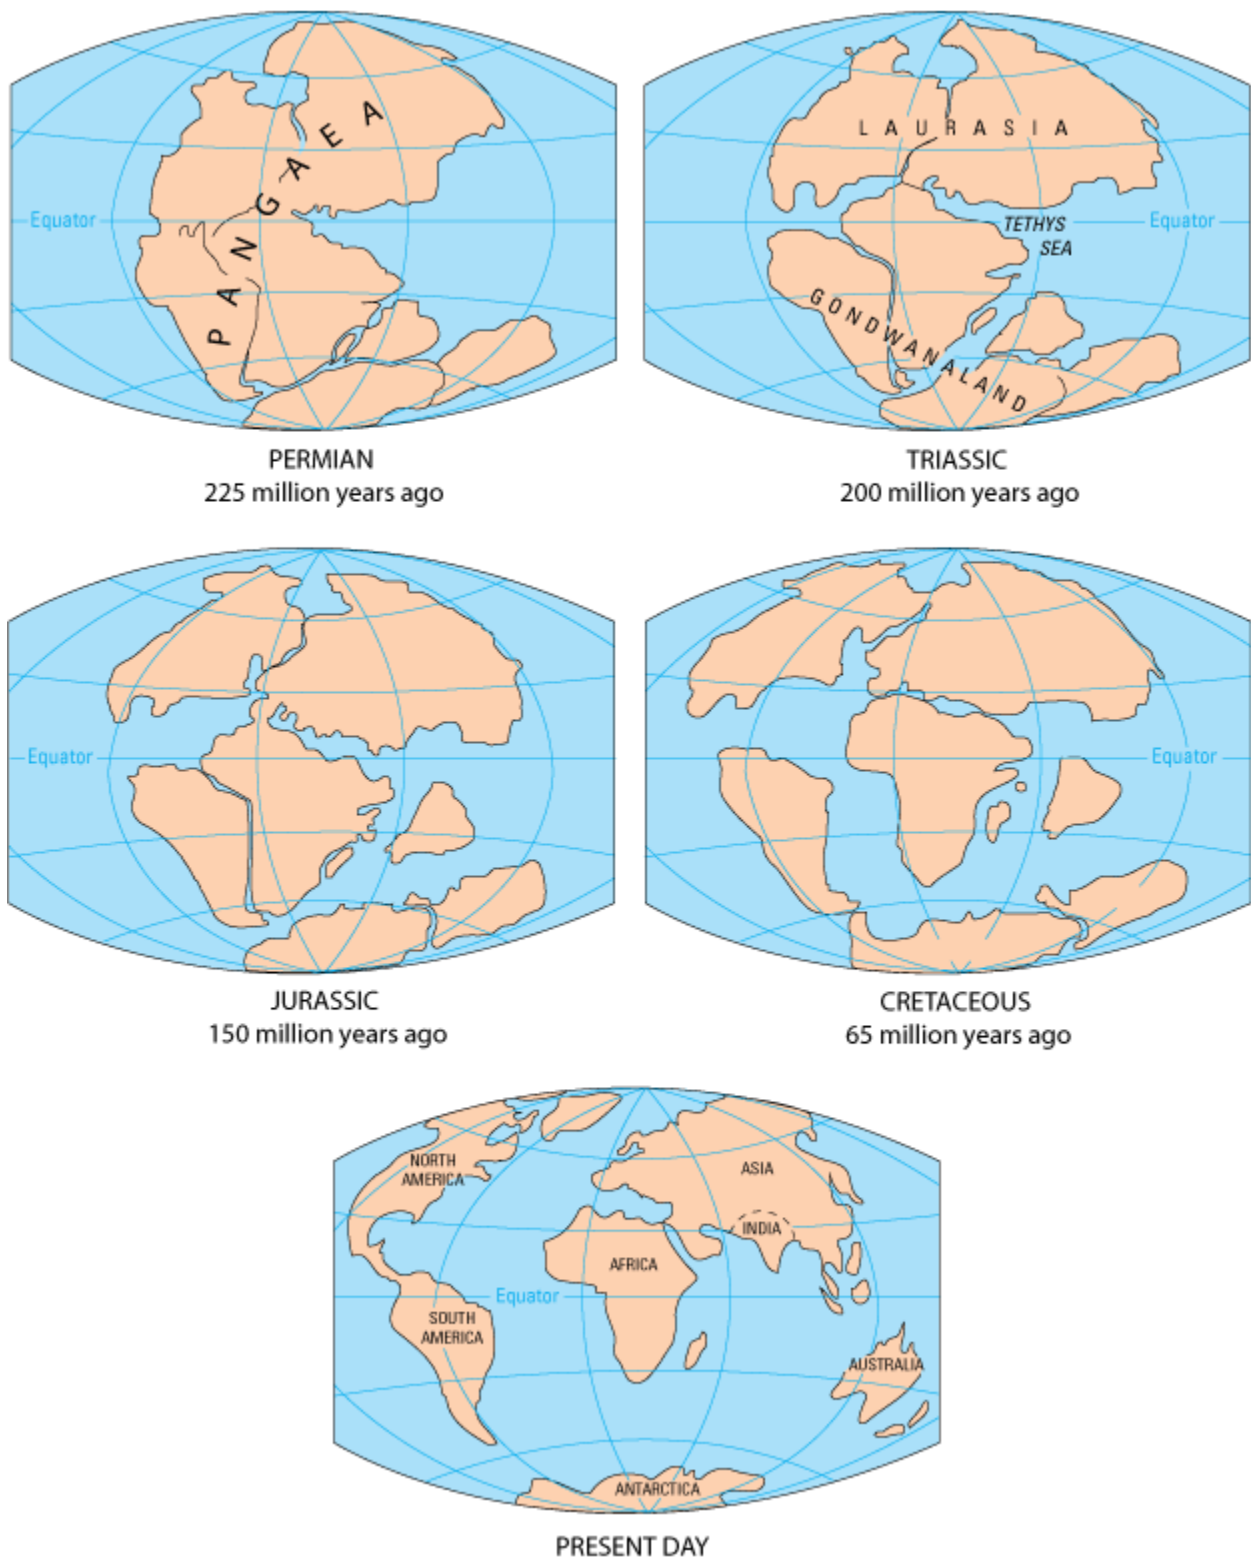 PANGAEA
Equator
PERMIAN
225 million years ago
LAURASIA
TETHYS
SEA
Equator
GONDWANALAND
TRIASSIC
200 million years ago
Equator
JURASSIC
150 million years ago
Equator
CRETACEOUS
65 million years ago
NORTH
AMERICA
ASIA
INDIA
AFRICA
Equator
SOUTH
AMERICA
AUSTRALIA
ANTARCTICA
PRESENT DAY